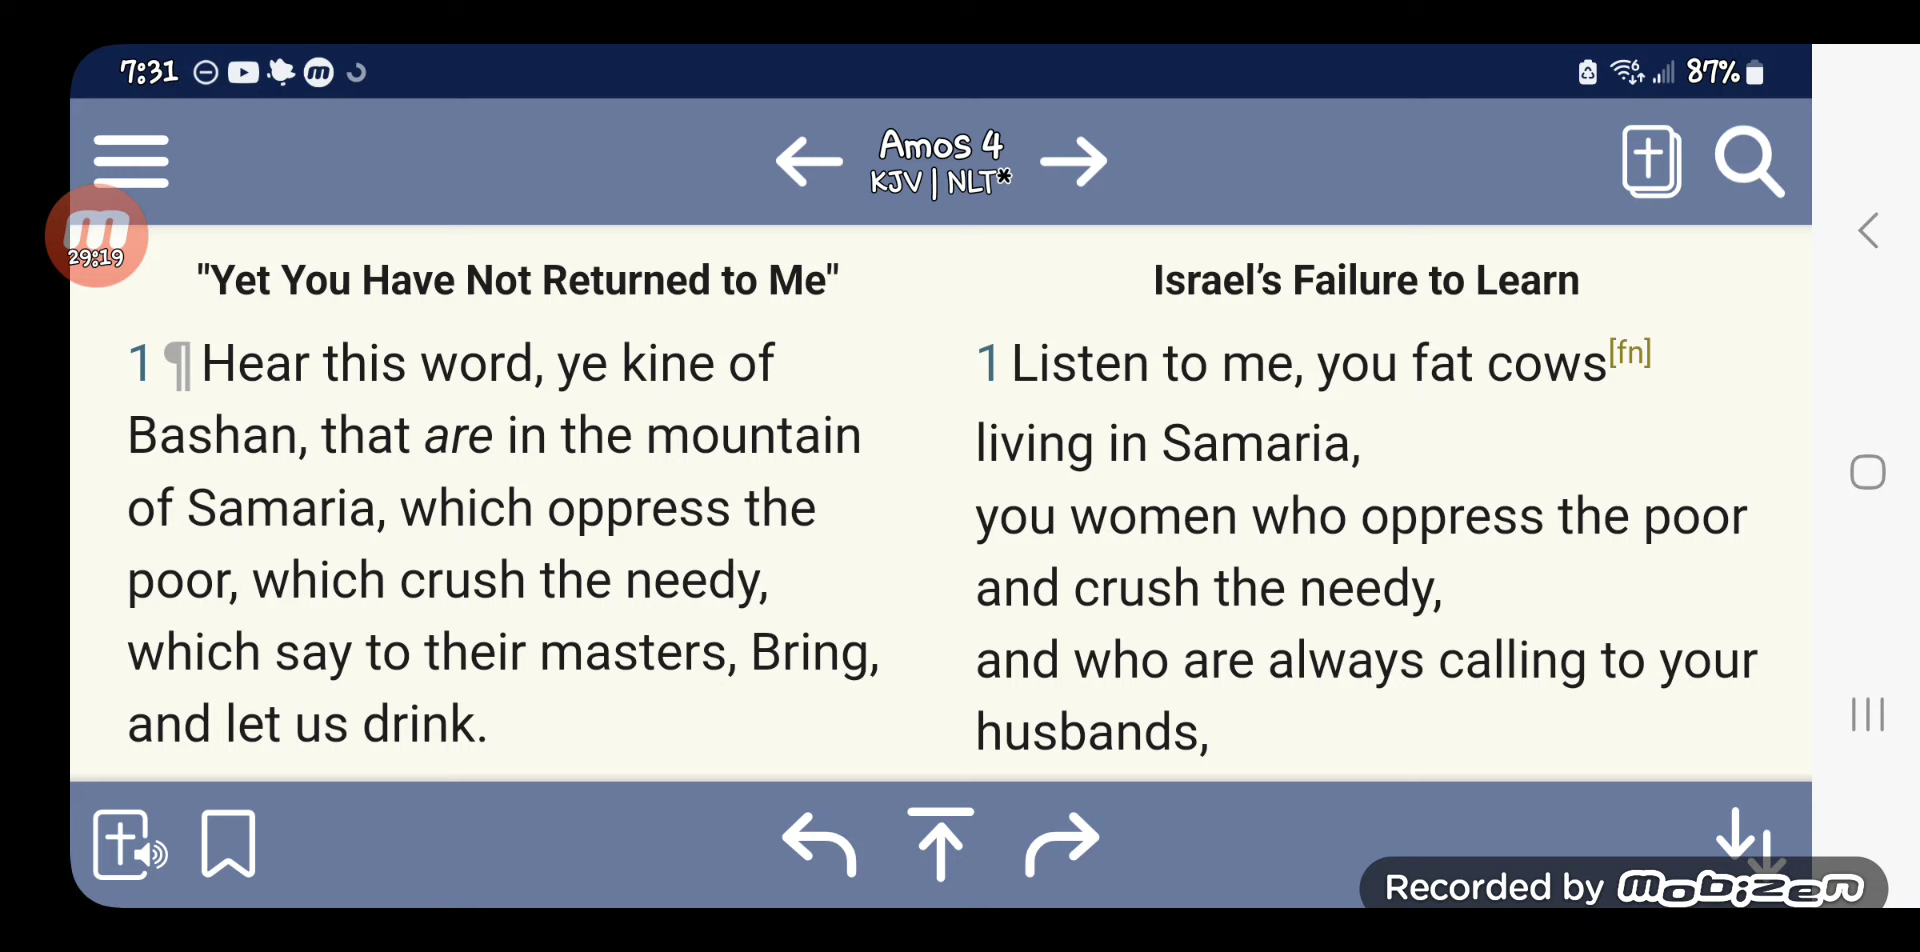 7:31
87%
Amos 4
KJV | NLT*
29:19
"Yet You Have Not Returned to Me"
1 ¶ Hear this word, ye kine of
Bashan, that are in the mountain
of Samaria, which oppress the
poor, which crush the needy,
which say to their masters, Bring,
and let us drink.
Israel’s Failure to Learn
1 Listen to me, you fat cows[fn]
living in Samaria,
you women who oppress the poor
and crush the needy,
and who are always calling to your
husbands,
Recorded by mobizen